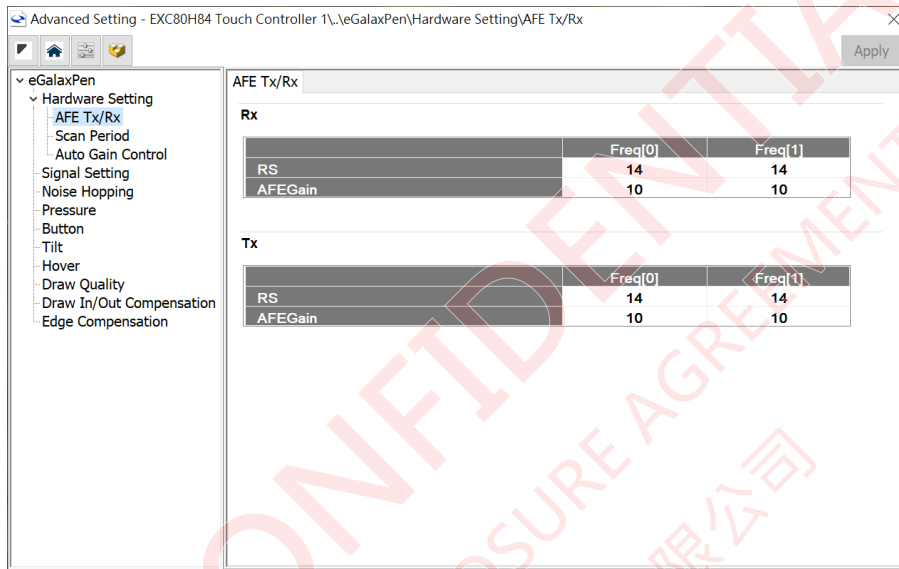 Advanced Setting - EXC80H84 Touch Controller 1\..\eGalaxPen\Hardware Setting\AFE Tx/Rx
Apply
eGalaxPen
Hardware Setting
AFE Tx/Rx
Scan Period
Auto Gain Control
Signal Setting
Noise Hopping
Pressure
Button
Tilt
Hover
Draw Quality
Draw In/Out Compensation
Edge Compensation
AFE Tx/Rx
Rx
Freq[0] Freq[1]
RS 14 14
AFEGain 10 10
Tx
Freq[0] Freq[1]
RS 14 14
AFEGain 10 10
ONFIDENTIA
OSURE AGREEMENT
限公司